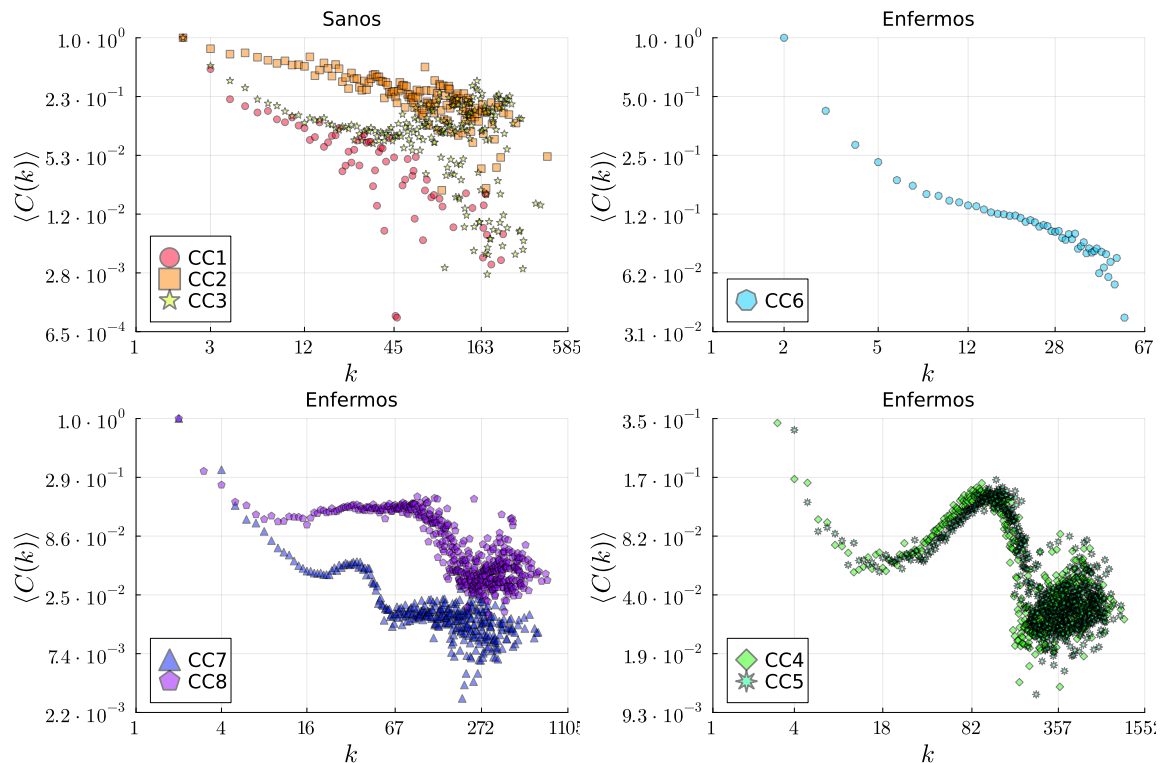 Sanos
1.0 · 10^0
2.3 · 10^−1
5.3 · 10^−2
1.2 · 10^−2
2.8 · 10^−3
6.5 · 10^−4
⟨C(k)⟩
CC1
CC2
CC3
1 3 12 45 163 585
k
Enfermos
1.0 · 10^0
5.0 · 10^−1
2.5 · 10^−1
1.2 · 10^−1
6.2 · 10^−2
3.1 · 10^−2
⟨C(k)⟩
CC6
1 2 5 12 28 67
k
Enfermos
1.0 · 10^0
2.9 · 10^−1
8.6 · 10^−2
2.5 · 10^−2
7.4 · 10^−3
2.2 · 10^−3
⟨C(k)⟩
CC7
CC8
1 4 16 67 272 1105
k
Enfermos
3.5 · 10^−1
1.7 · 10^−1
8.2 · 10^−2
4.0 · 10^−2
1.9 · 10^−2
9.3 · 10^−3
⟨C(k)⟩
CC4
CC5
1 4 18 82 357 1552
k